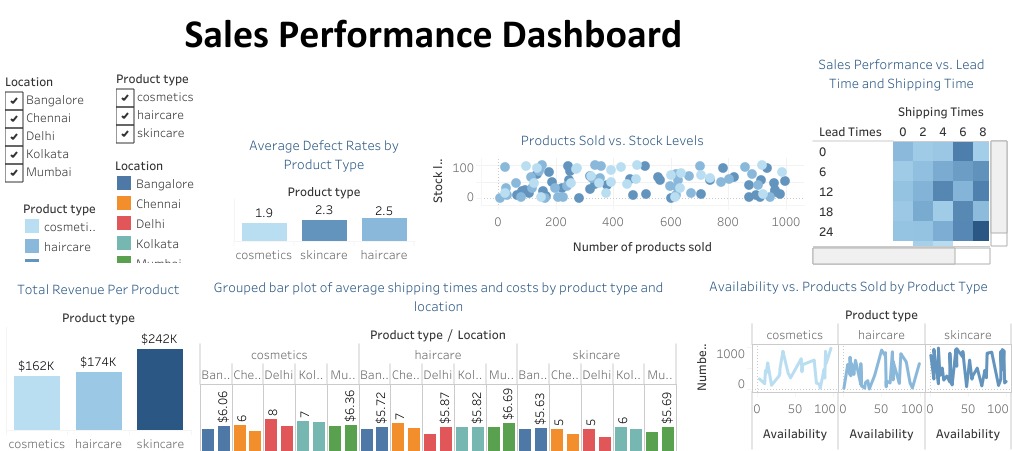 Sales Performance Dashboard
Location
Bangalore
Chennai
Delhi
Kolkata
Mumbai
Product type
cosmetics
haircare
skincare
Product type
cosmeti..
haircare
Location
Bangalore
Chennai
Delhi
Kolkata
Mumbai
Average Defect Rates by
Product Type
Product type
1.9 2.3 2.5
cosmetics skincare haircare
Products Sold vs. Stock Levels
Stock l..
100
0
0 200 400 600 800 1000
Number of products sold
Sales Performance vs. Lead
Time and Shipping Time
Shipping Times
Lead Times 0 2 4 6 8
0
6
12
18
24
Total Revenue Per Product
Product type
$162K $174K $242K
cosmetics haircare skincare
Grouped bar plot of average shipping times and costs by product type and
location
Product type / Location
cosmetics haircare skincare
Ban.. Che.. Delhi Kol.. Mu.. Ban.. Che.. Delhi Kol.. Mu.. Ban.. Che.. Delhi Kol.. Mu..
$6.06 6 8 7 $6.36 $5.72 7 $5.87 $5.82 $6.69 $5.63 5 5 6 $5.69
Availability vs. Products Sold by Product Type
Product type
cosmetics haircare skincare
Numbe..
1000
0
0 50 100 0 50 100 0 50 100
Availability Availability Availability